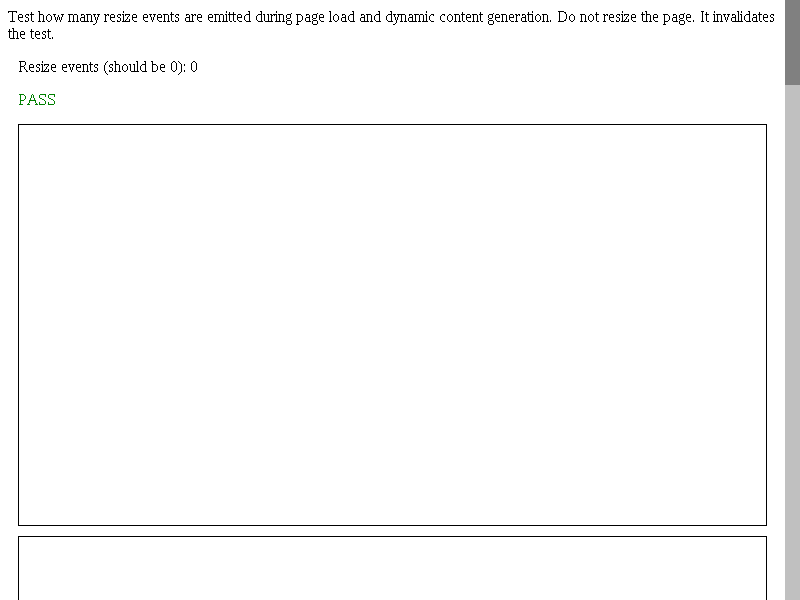 Test how many resize events are emitted during page load and dynamic content generation. Do not resize the page. It invalidates
the test.
Resize events (should be 0): 0
PASS